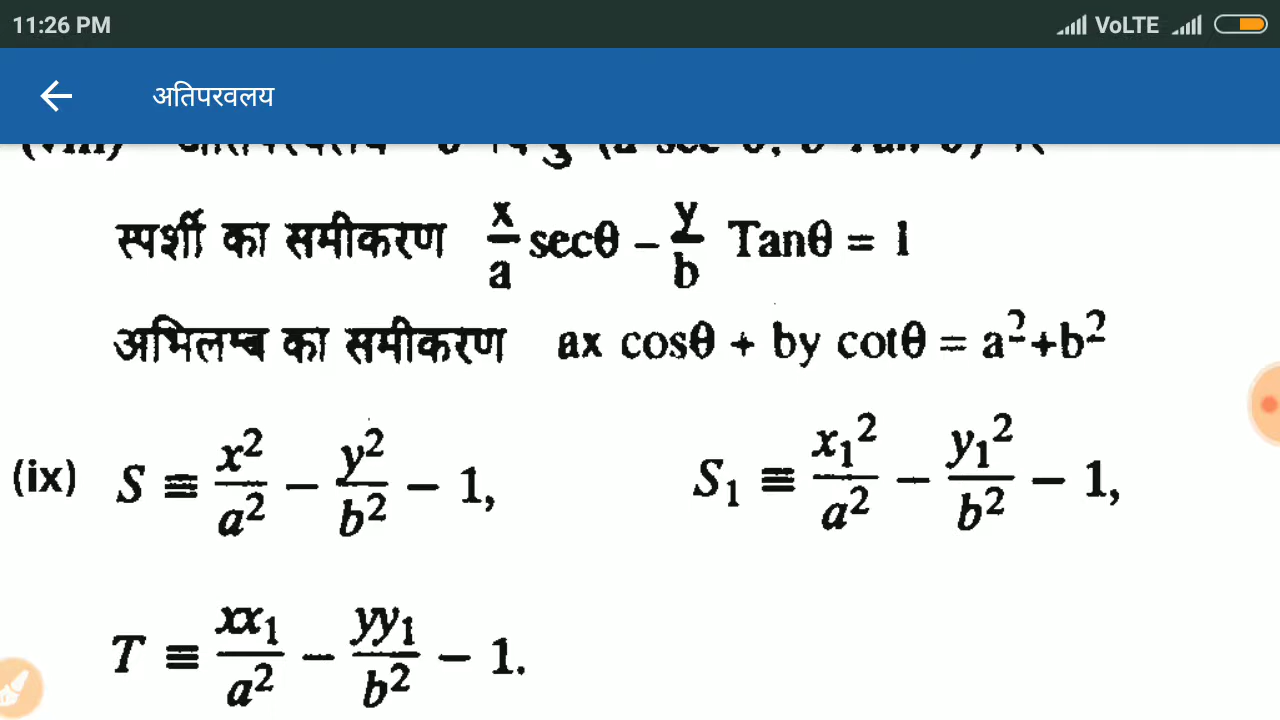 11:26 PM VoLTE
अतिपरवलय
स्पर्शी का समीकरण x/a secθ – y/b Tanθ = 1
अभिलम्ब का समीकरण ax cosθ + by cotθ = a²+b²
(ix) S ≡ x²/a² – y²/b² – 1, S₁ ≡ x₁²/a² – y₁²/b² – 1,
T ≡ xx₁/a² – yy₁/b² – 1.